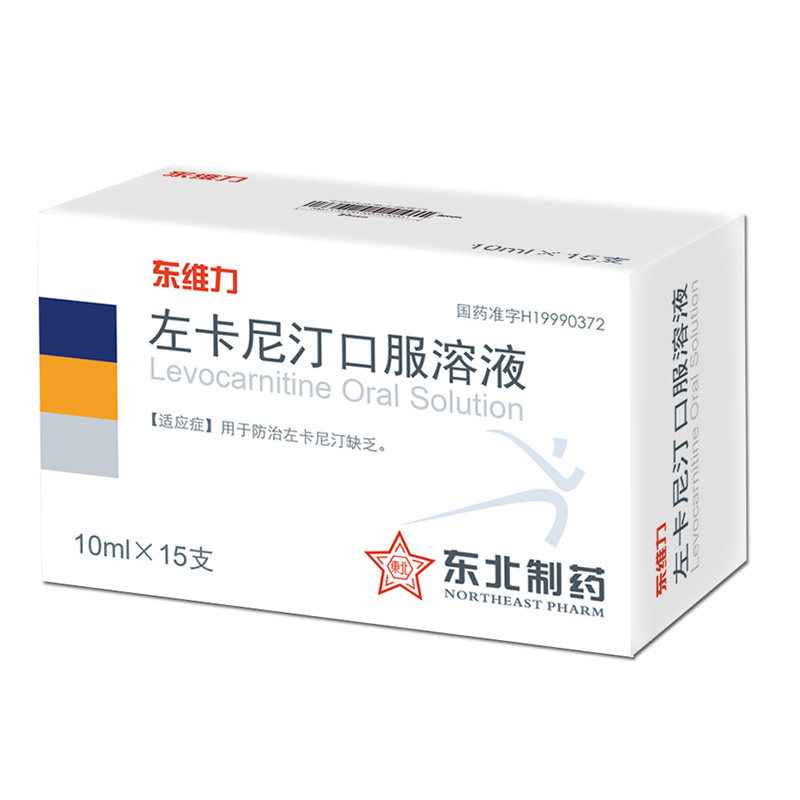 东维力
10ml×15支
东维力
国药准字H19990372
左卡尼汀口服溶液
Levocarnitine Oral Solution
【适应症】用于防治左卡尼汀缺乏。
10ml×15支
東北
东北制药
NORTHEAST PHARM
东维力
左卡尼汀口服溶液
Levocarnitine Oral Solution